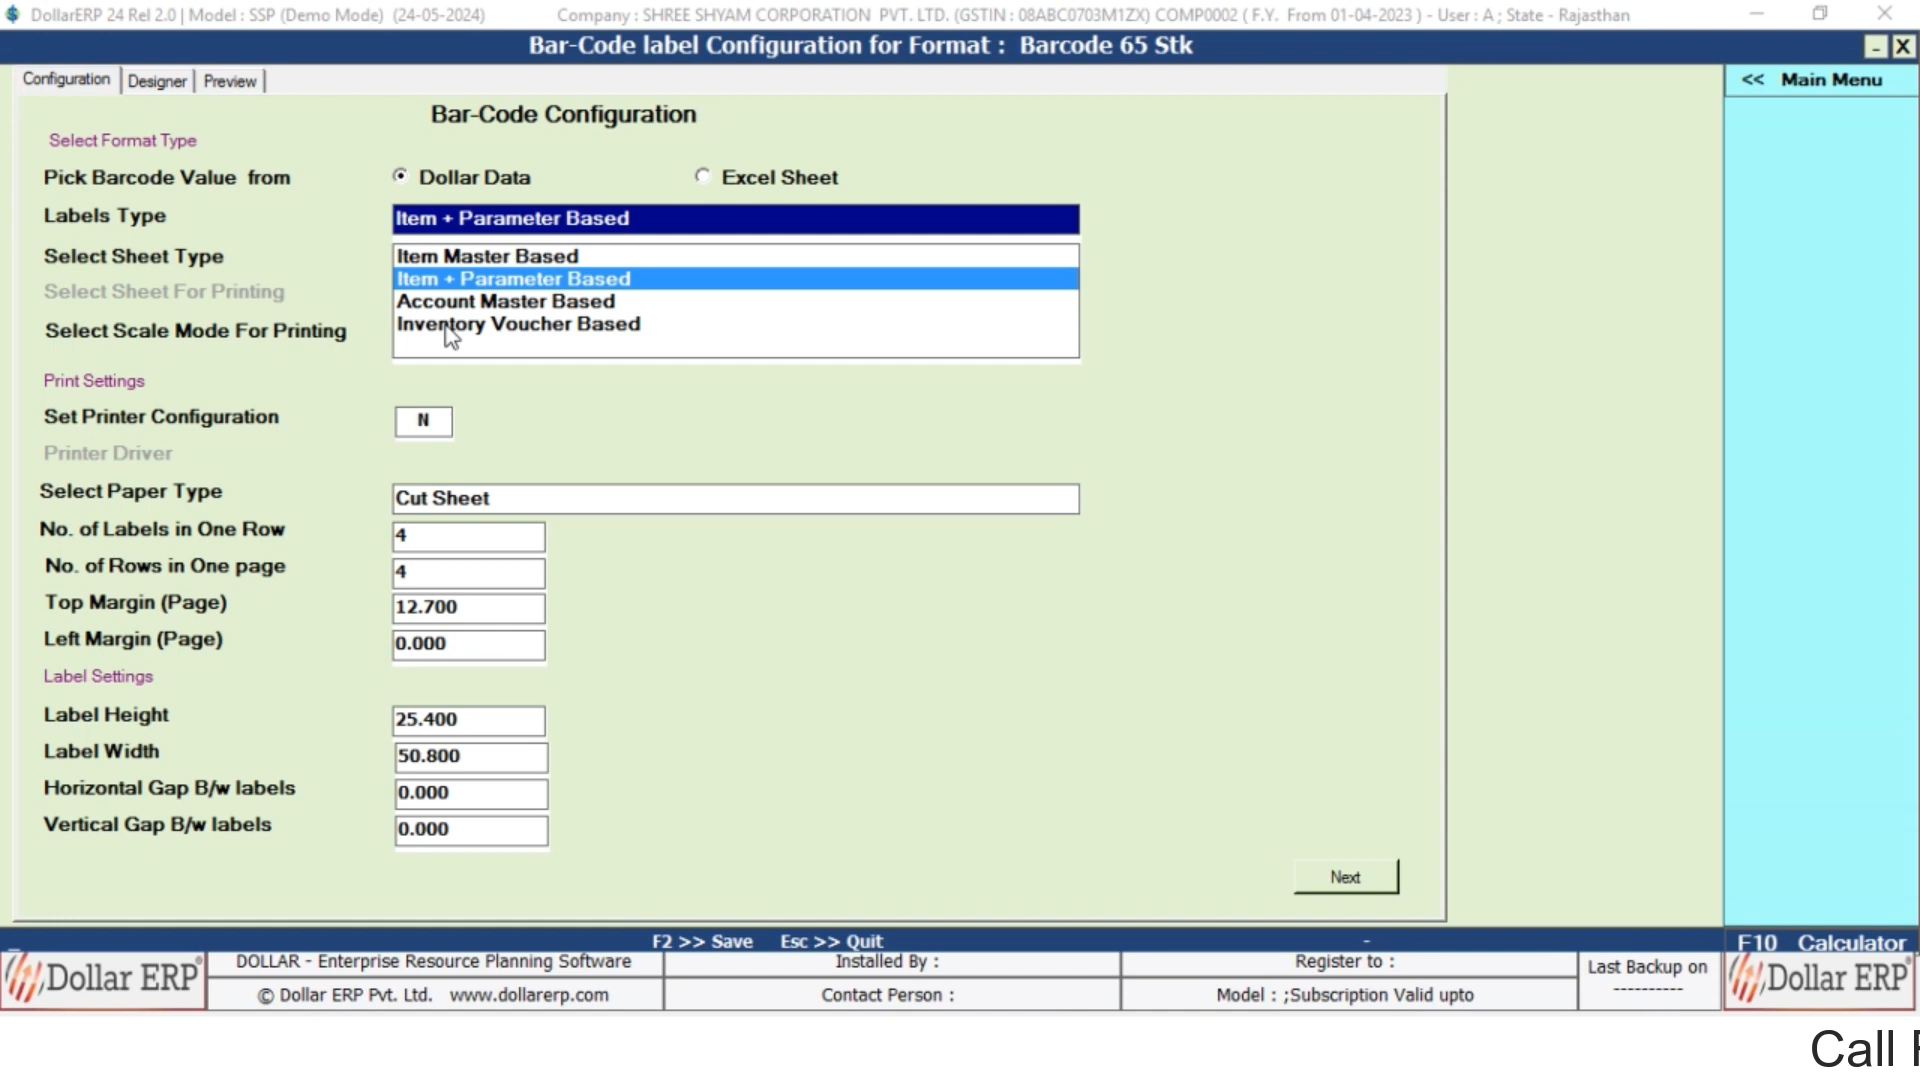 DollarERP 24 Rel 2.0 | Model : SSP (Demo Mode) (24-05-2024) Company : SHREE SHYAM CORPORATION PVT. LTD. (GSTIN : 08ABC0703M1ZX) COMP0002 ( F.Y. From 01-04-2023 ) - User : A ; State - Rajasthan
Bar-Code label Configuration for Format : Barcode 65 Stk
- X
Configuration Designer Preview
<< Main Menu
Bar-Code Configuration
Select Format Type
Pick Barcode Value from Dollar Data Excel Sheet
Labels Type Item + Parameter Based
Select Sheet Type Item Master Based
Item + Parameter Based
Select Sheet For Printing
Account Master Based
Select Scale Mode For Printing Inventory Voucher Based
Print Settings
Set Printer Configuration N
Printer Driver
Select Paper Type Cut Sheet
No. of Labels in One Row 4
No. of Rows in One page 4
Top Margin (Page) 12.700
Left Margin (Page) 0.000
Label Settings
Label Height 25.400
Label Width 50.800
Horizontal Gap B/w labels 0.000
Vertical Gap B/w labels 0.000
Next
F2 >> Save Esc >> Quit -
F10 Calculator
Dollar ERP®
DOLLAR - Enterprise Resource Planning Software Installed By : Register to : Last Backup on
© Dollar ERP Pvt. Ltd. www.dollarerp.com Contact Person : Model : ;Subscription Valid upto ----------
Dollar ERP®
Call